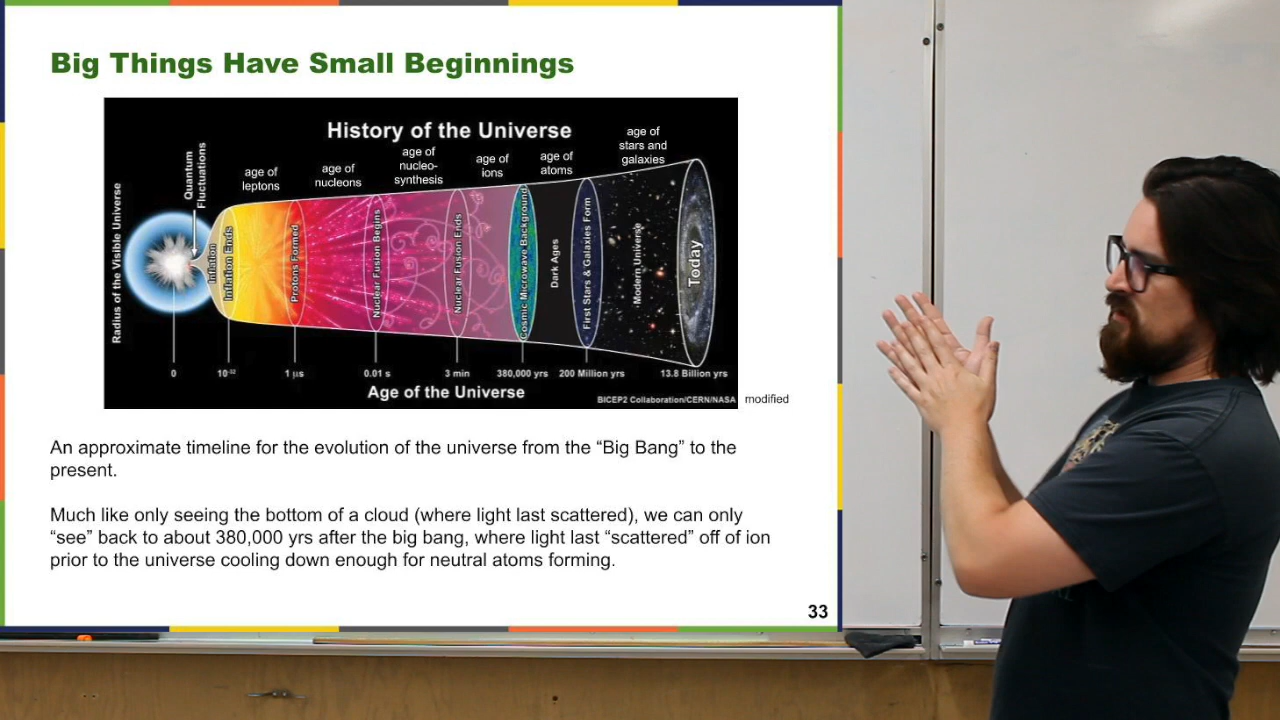 Big Things Have Small Beginnings
History of the Universe
Radius of the Visible Universe
Quantum
Fluctuations
age of
leptons
age of
nucleons
age of
nucleo-
synthesis
age of
ions
age of
atoms
age of
stars and
galaxies
Inflation
Inflation Ends
Protons Formed
Nuclear Fusion Begins
Nuclear Fusion Ends
Cosmic Microwave Background
Dark Ages
First Stars & Galaxies Form
Modern Universe
Today
0
10⁻³²
1 µs
0.01 s
3 min
380,000 yrs
200 Million yrs
13.8 Billion yrs
Age of the Universe
BICEP2 Collaboration/CERN/NASA
modified
An approximate timeline for the evolution of the universe from the “Big Bang” to the
present.
Much like only seeing the bottom of a cloud (where light last scattered), we can only
“see” back to about 380,000 yrs after the big bang, where light last “scattered” off of ion
prior to the universe cooling down enough for neutral atoms forming.
33